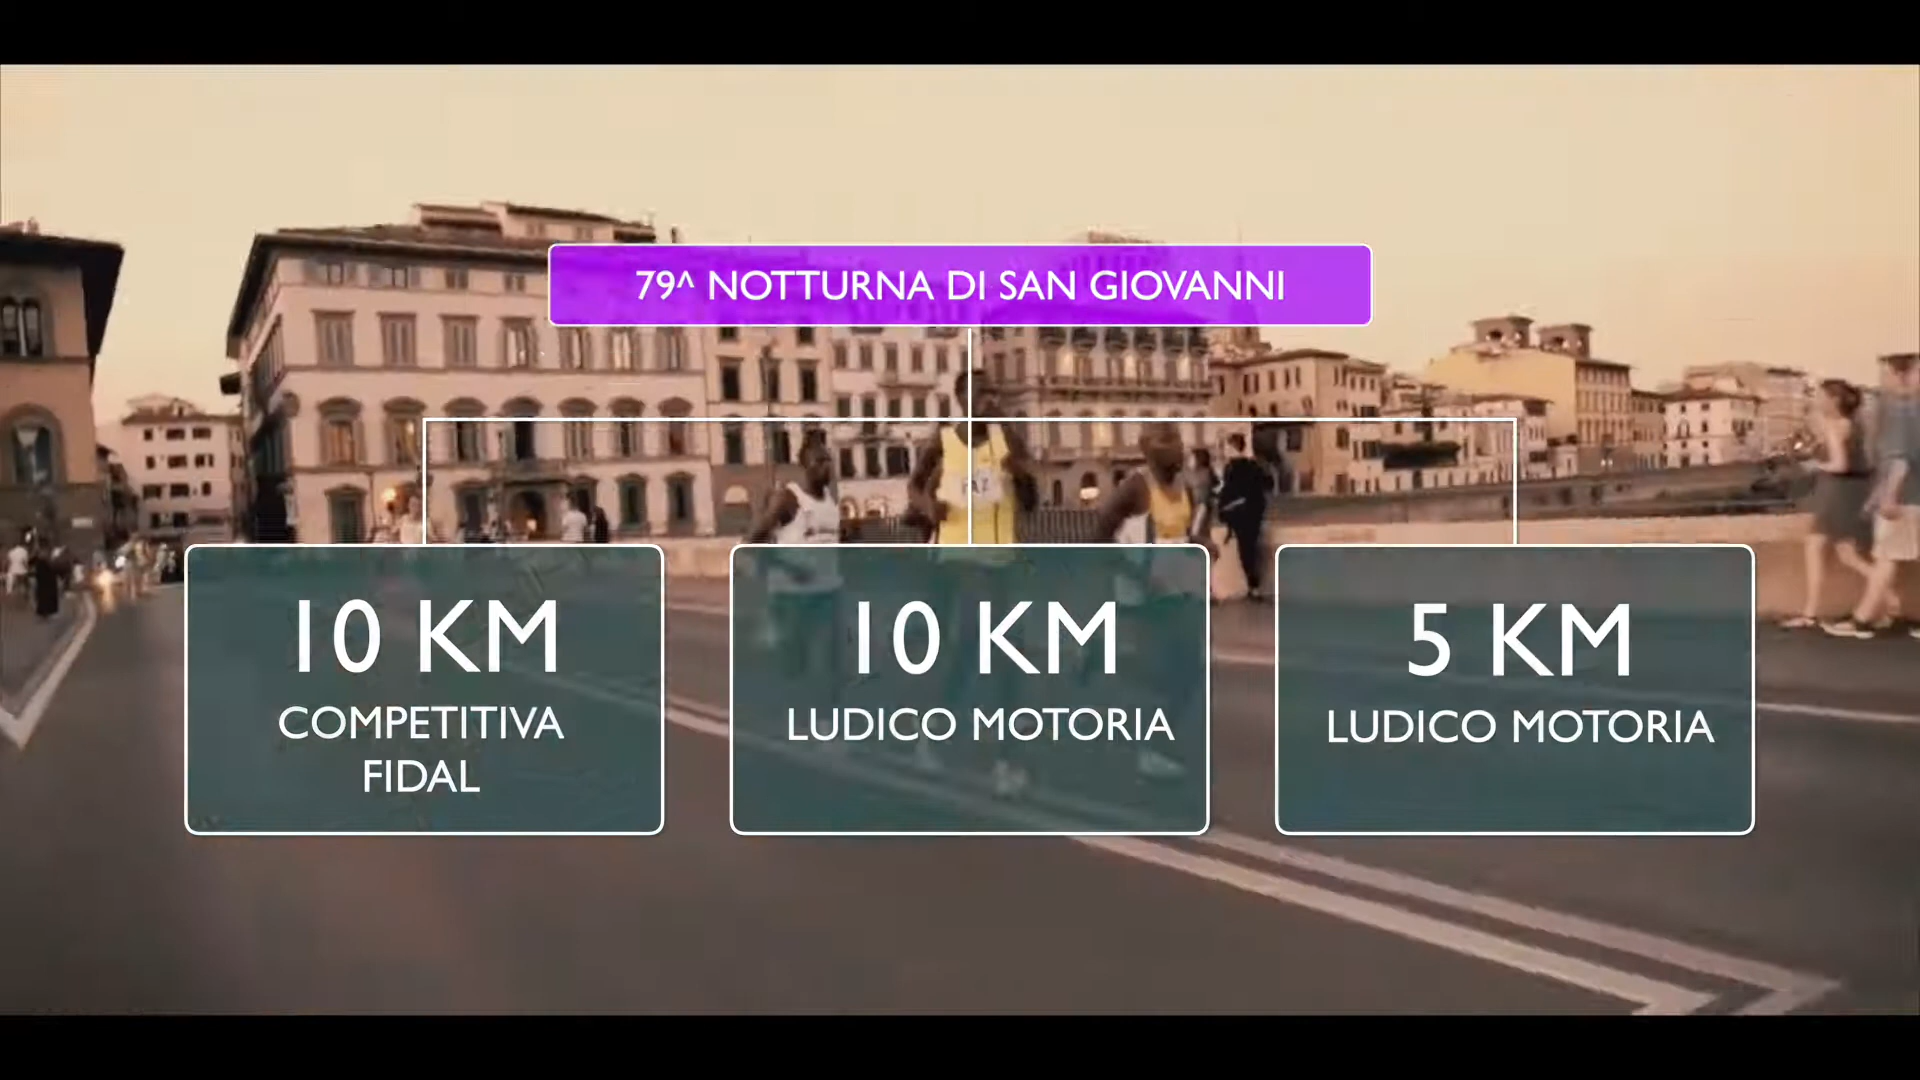 79^ NOTTURNA DI SAN GIOVANNI
10 KM
COMPETITIVA
FIDAL
10 KM
LUDICO MOTORIA
5 KM
LUDICO MOTORIA